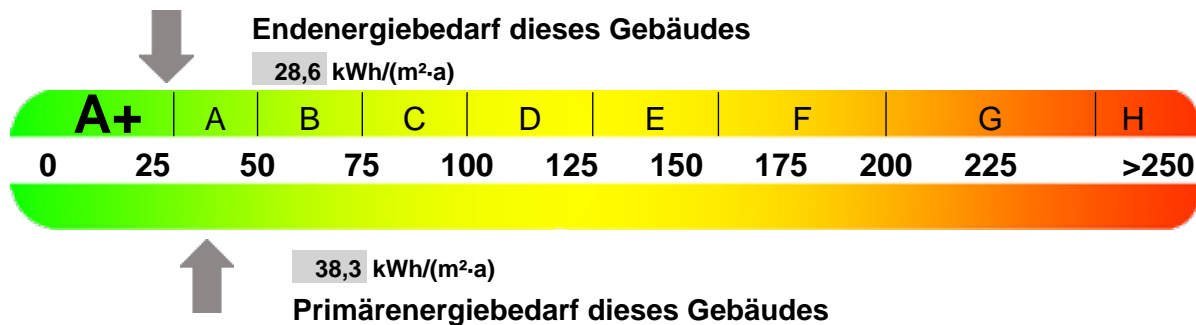 Endenergiebedarf dieses Gebäudes
28,6 kWh/(m²·a)
A+ A B C D E F G H
0 25 50 75 100 125 150 175 200 225 >250
38,3 kWh/(m²·a)
Primärenergiebedarf dieses Gebäudes